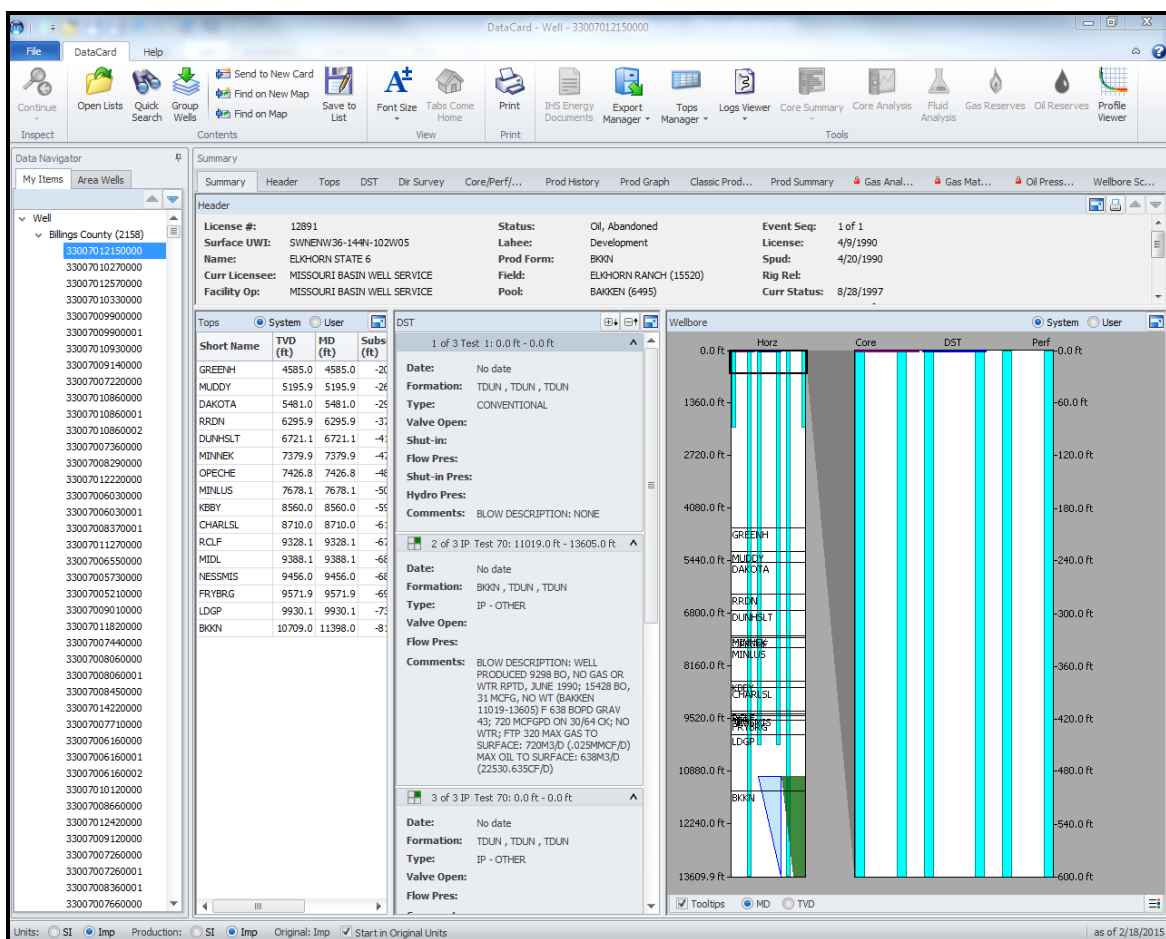 DataCard - Well - 33007012150000
File DataCard Help
Continue
Inspect
Open Lists
Quick Search
Group Wells
Send to New Card
Find on New Map
Find on Map
Save to List
Contents
Font Size
Tabs Come Home
View
Print
Print
IHS Energy Documents
Export Manager
Tops Manager
Logs Viewer
Core Summary
Core Analysis
Fluid Analysis
Gas Reserves
Oil Reserves
Profile Viewer
Tools
Data Navigator
My Items Area Wells
Well
Billings County (2158)
33007012150000
33007010270000
33007012570000
33007010330000
33007009900000
33007009900001
33007010930000
33007009140000
33007007220000
33007010860000
33007010860001
33007010860002
33007007360000
33007008290000
33007012220000
33007006030000
33007006030001
33007008370001
33007011270000
33007006550000
33007005730000
33007005210000
33007009010000
33007011820000
33007007440000
33007008060000
33007008060001
33007008450000
33007014220000
33007007710000
33007006160000
33007006160001
33007006160002
33007010120000
33007008660000
33007012420000
33007009120000
33007007260000
33007007260001
33007008360001
33007007660000
Summary
Summary Header Tops DST Dir Survey Core/Perf/... Prod History Prod Graph Classic Prod... Prod Summary Gas Anal... Gas Mat... Oil Press... Wellbore Sc...
Header
License #: 12891 Status: Oil, Abandoned Event Seq: 1 of 1
Surface UWI: SWNENW36-144N-102W05 Lahee: Development License: 4/9/1990
Name: ELKHORN STATE 6 Prod Form: BKKN Spud: 4/20/1990
Curr Licensee: MISSOURI BASIN WELL SERVICE Field: ELKHORN RANCH (15520) Rig Rel:
Facility Op: MISSOURI BASIN WELL SERVICE Pool: BAKKEN (6495) Curr Status: 8/28/1997
Tops System User
Short Name TVD (ft) MD (ft) Subs (ft)
GREENH 4585.0 4585.0 -20
MUDDY 5195.9 5195.9 -26
DAKOTA 5481.0 5481.0 -29
RRDN 6295.9 6295.9 -37
DUNHSLT 6721.1 6721.1 -41
MINNEK 7379.9 7379.9 -47
OPECHE 7426.8 7426.8 -48
MINLUS 7678.1 7678.1 -50
KBBY 8560.0 8560.0 -59
CHARLSL 8710.0 8710.0 -61
RCLF 9328.1 9328.1 -67
MIDL 9388.1 9388.1 -68
NESSMIS 9456.0 9456.0 -68
FRYBRG 9571.9 9571.9 -69
LDGP 9930.1 9930.1 -73
BKKN 10709.0 11398.0 -81
DST
1 of 3 Test 1: 0.0 ft - 0.0 ft
Date: No date
Formation: TDUN , TDUN , TDUN
Type: CONVENTIONAL
Valve Open:
Shut-in:
Flow Pres:
Shut-in Pres:
Hydro Pres:
Comments: BLOW DESCRIPTION: NONE
2 of 3 IP Test 70: 11019.0 ft - 13605.0 ft
Date: No date
Formation: BKKN , TDUN , TDUN
Type: IP - OTHER
Valve Open:
Flow Pres:
Comments: BLOW DESCRIPTION: WELL
PRODUCED 9298 BO, NO GAS OR
WTR RPTD, JUNE 1990; 15428 BO,
31 MCFG, NO WT (BAKKEN
11019-13605) F 638 BOPD GRAV
43; 720 MCFGPD ON 30/64 CK; NO
WTR; FTP 320 MAX GAS TO
SURFACE: 720M3/D (.025MMCF/D)
MAX OIL TO SURFACE: 638M3/D
(22530.635CF/D)
3 of 3 IP Test 70: 0.0 ft - 0.0 ft
Date: No date
Formation: TDUN , TDUN , TDUN
Type: IP - OTHER
Valve Open:
Flow Pres:
Wellbore System User
Horz Core DST Perf
0.0 ft
1360.0 ft
2720.0 ft
4080.0 ft
GREENH
5440.0 ft
MUDDY
DAKOTA
RRDN
6800.0 ft
DUNHSLT
MINLUS
8160.0 ft
KBBY
CHARLSL
9520.0 ft
FRYBRG
LDGP
10880.0 ft
BKKN
12240.0 ft
13609.9 ft
0.0 ft
60.0 ft
120.0 ft
180.0 ft
240.0 ft
300.0 ft
360.0 ft
420.0 ft
480.0 ft
540.0 ft
600.0 ft
Tooltips MD TVD
Units: SI Imp Production: SI Imp Original: Imp Start in Original Units as of 2/18/2015